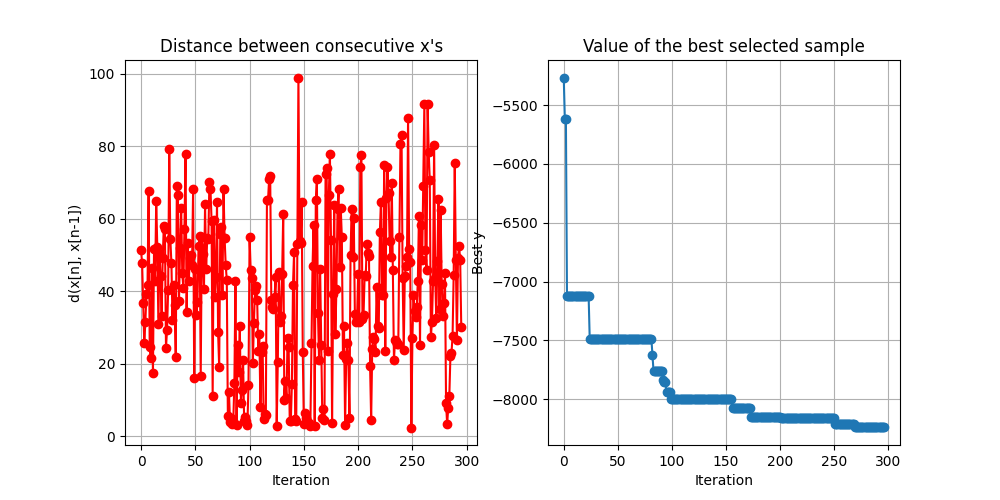 Distance between consecutive x's
d(x[n], x[n-1])
100
80
60
40
20
0
0 50 100 150 200 250 300
Iteration
Value of the best selected sample
Best y
−5500
−6000
−6500
−7000
−7500
−8000
0 50 100 150 200 250 300
Iteration